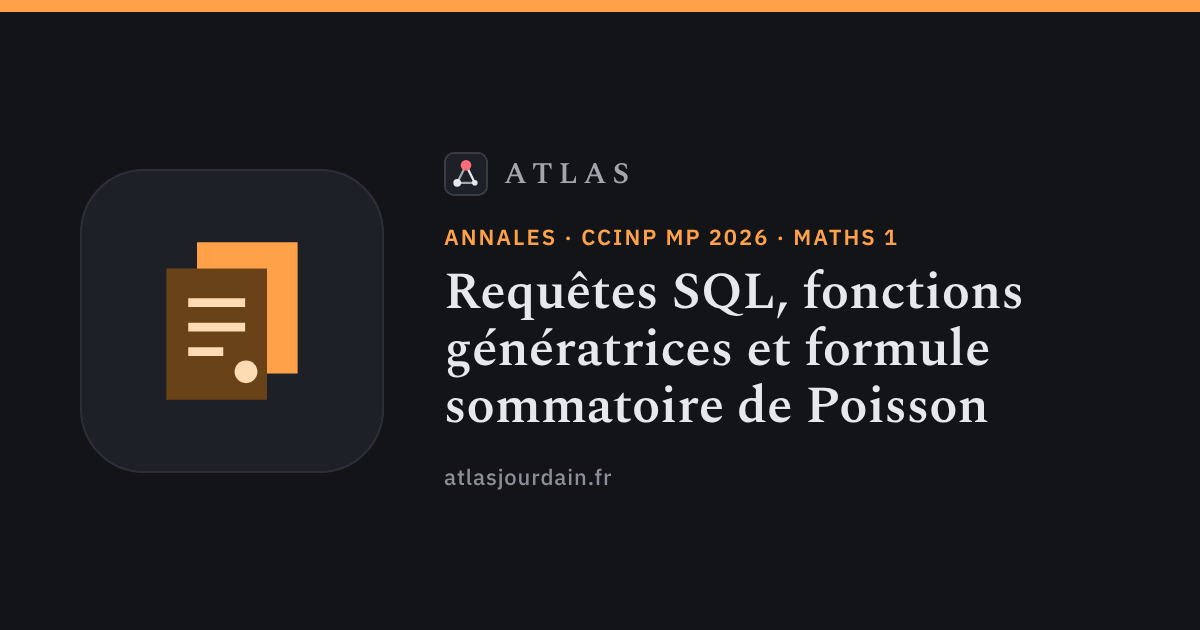 ATLAS
ANNALES · CCINP MP 2026 · MATHS 1
Requêtes SQL, fonctions
génératrices et formule
sommatoire de Poisson
atlasjourdain.fr